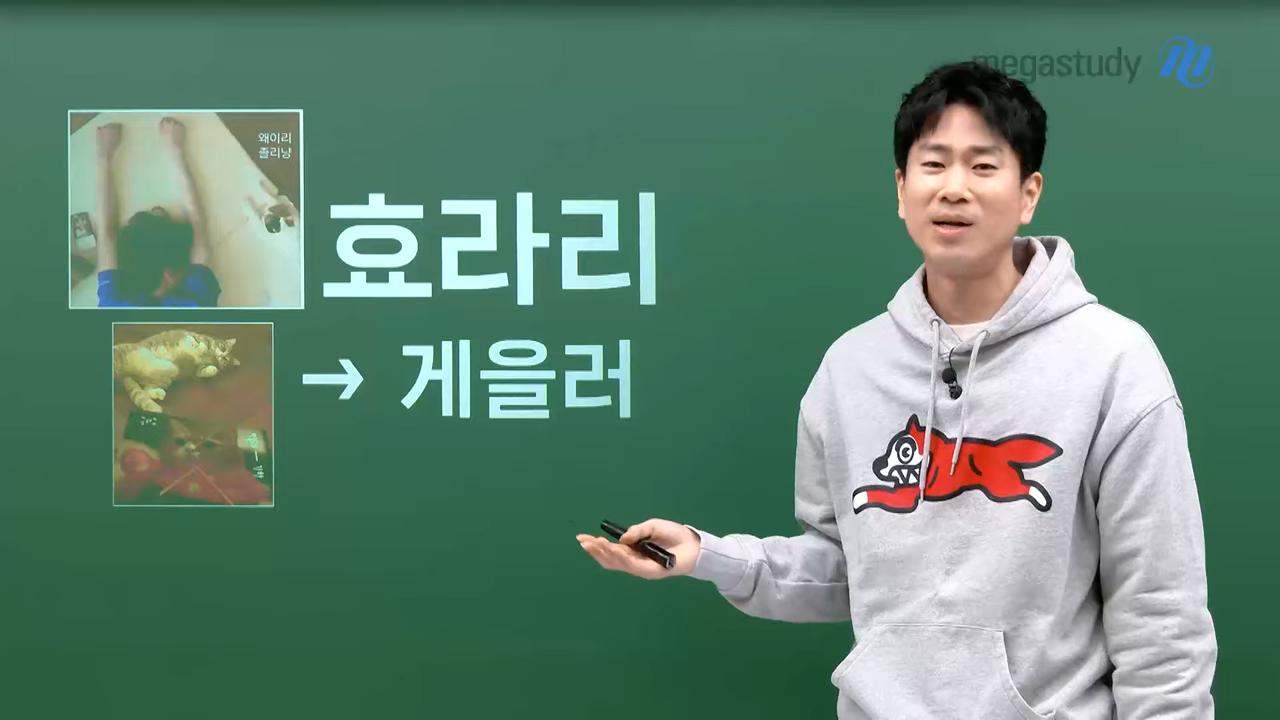 megastudy
왜이리
졸리냥
효라리
→ 게을러